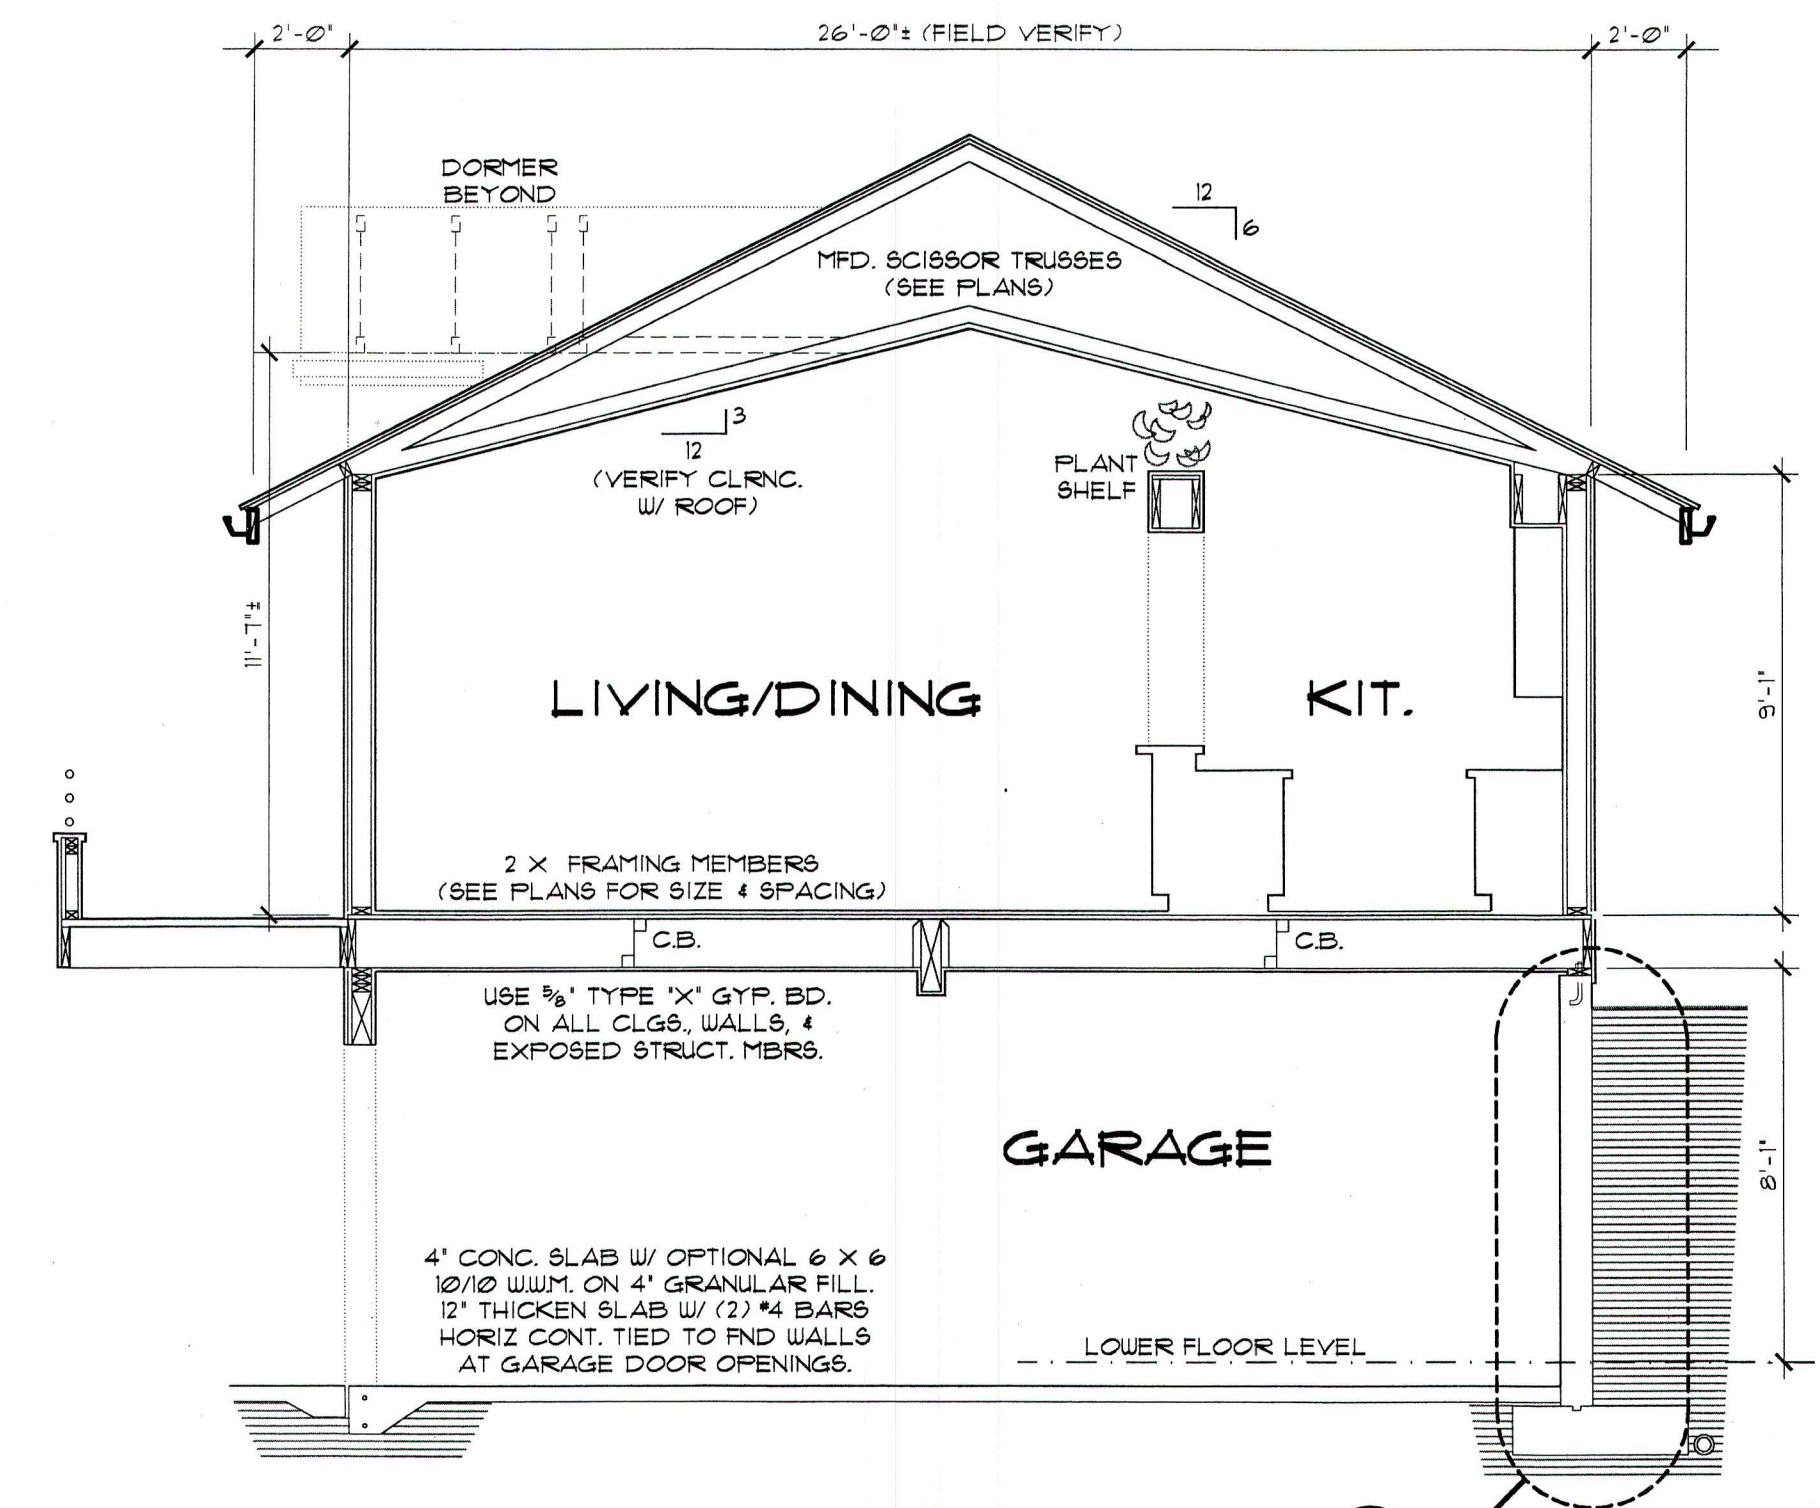 2'-0"
26'-0"± (FIELD VERIFY)
2'-0"
DORMER
BEYOND
12
6
MFD. SCISSOR TRUSSES
(SEE PLANS)
3
12
(VERIFY CLRNC.
W/ ROOF)
PLANT
SHELF
11'-7"±
9'-1"
LIVING/DINING
KIT.
2 X FRAMING MEMBERS
(SEE PLANS FOR SIZE & SPACING)
C.B.
C.B.
USE 5/8" TYPE "X" GYP. BD.
ON ALL CLGS., WALLS, &
EXPOSED STRUCT. MBRS.
GARAGE
8'-1"
4" CONC. SLAB W/ OPTIONAL 6 X 6
10/10 W.W.M. ON 4" GRANULAR FILL.
12" THICKEN SLAB W/ (2) #4 BARS
HORIZ CONT. TIED TO FND WALLS
AT GARAGE DOOR OPENINGS.
LOWER FLOOR LEVEL